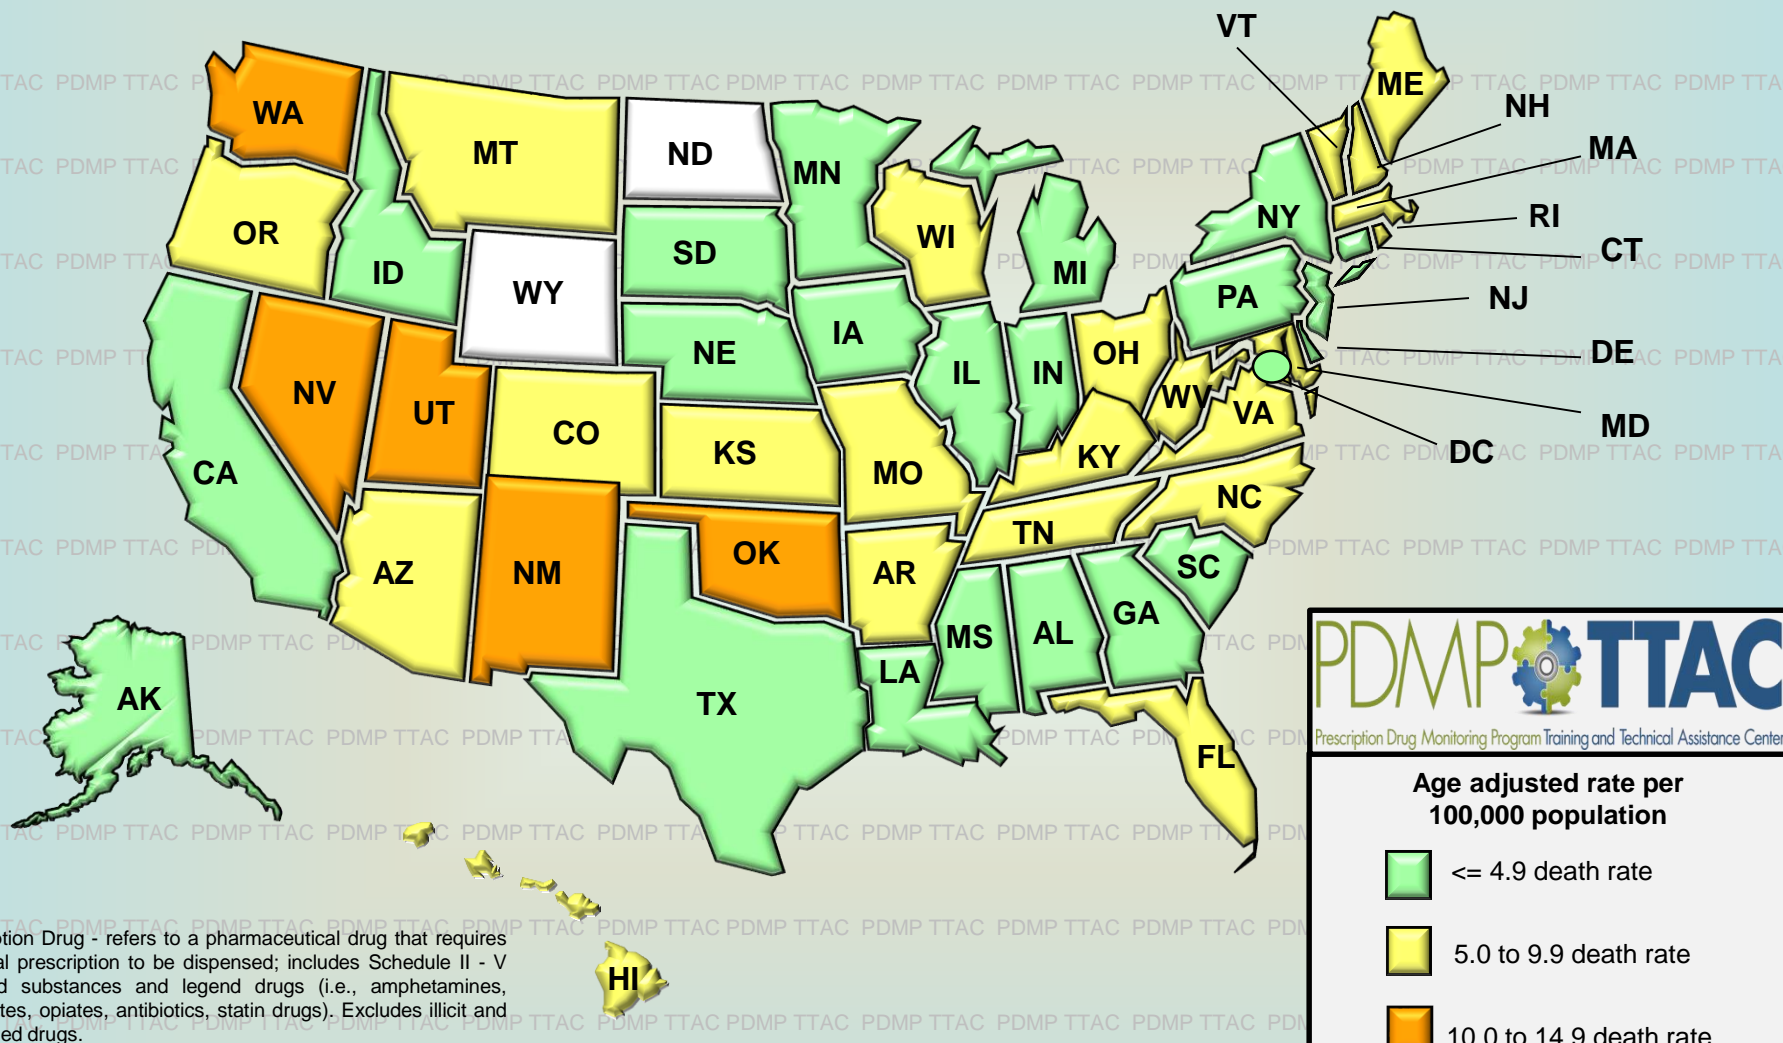 VT
ME
WA
NH
MT
ND
MN
MA
OR
NY
RI
WI
SD
ID
MI
CT
WY
PA
NJ
IA
NE
OH
DE
IL
IN
NV
WV
UT
VA
CO
MD
KS
KY
DC
CA
MO
NC
TN
OK
AZ
NM
AR
SC
GA
MS
AL
LA
AK
TX
FL
HI
PDMP TTAC
Prescription Drug Monitoring Program Training and Technical Assistance Center
Age adjusted rate per
100,000 population
<= 4.9 death rate
5.0 to 9.9 death rate
10.0 to 14.9 death rate
tion Drug - refers to a pharmaceutical drug that requires
al prescription to be dispensed; includes Schedule II - V
d substances and legend drugs (i.e., amphetamines,
tes, opiates, antibiotics, statin drugs). Excludes illicit and
ed drugs.